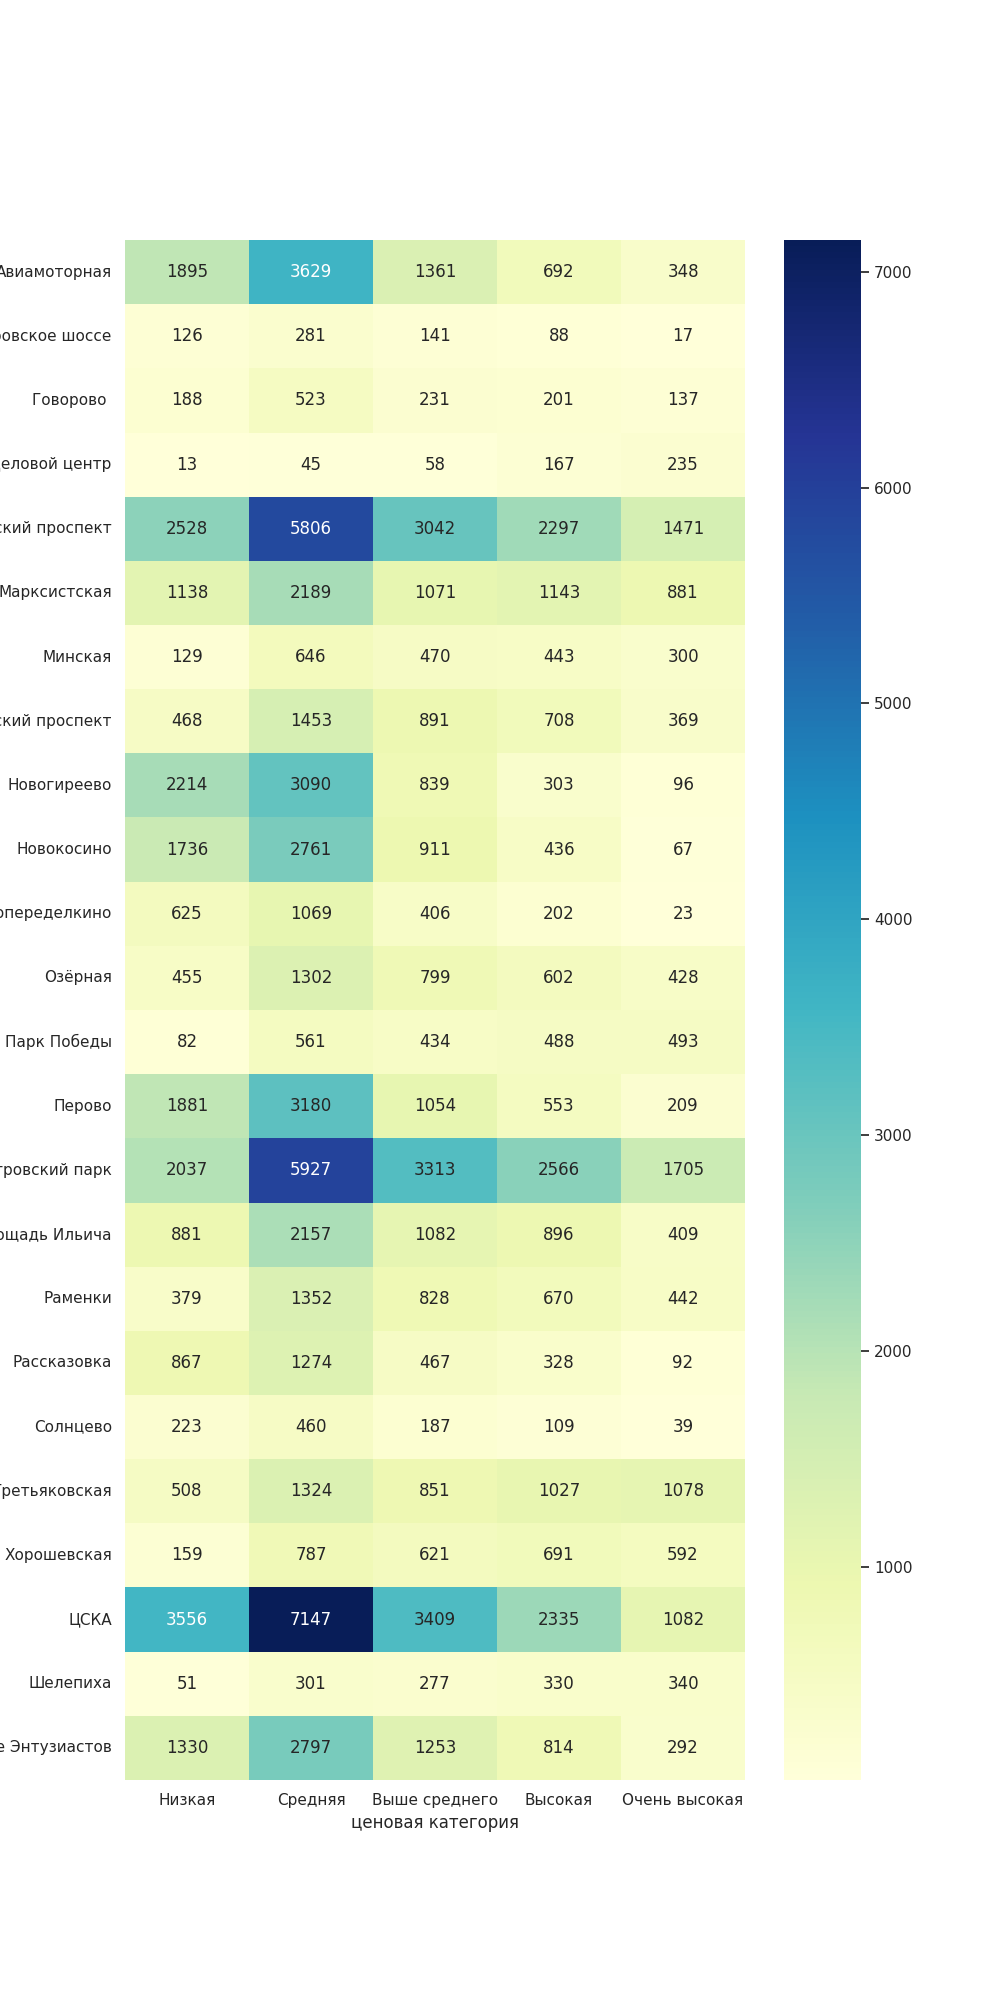 Авиамоторная 1895 3629 1361 692 348
овское шоссе 126 281 141 88 17
Говорово 188 523 231 201 137
еловой центр 13 45 58 167 235
ский проспект 2528 5806 3042 2297 1471
Марксистская 1138 2189 1071 1143 881
Минская 129 646 470 443 300
ский проспект 468 1453 891 708 369
Новогиреево 2214 3090 839 303 96
Новокосино 1736 2761 911 436 67
опеределкино 625 1069 406 202 23
Озёрная 455 1302 799 602 428
Парк Победы 82 561 434 488 493
Перово 1881 3180 1054 553 209
тровский парк 2037 5927 3313 2566 1705
ощадь Ильича 881 2157 1082 896 409
Раменки 379 1352 828 670 442
Рассказовка 867 1274 467 328 92
Солнцево 223 460 187 109 39
Третьяковская 508 1324 851 1027 1078
Хорошевская 159 787 621 691 592
ЦСКА 3556 7147 3409 2335 1082
Шелепиха 51 301 277 330 340
е Энтузиастов 1330 2797 1253 814 292
Низкая Средняя Выше среднего Высокая Очень высокая
ценовая категория
7000
6000
5000
4000
3000
2000
1000